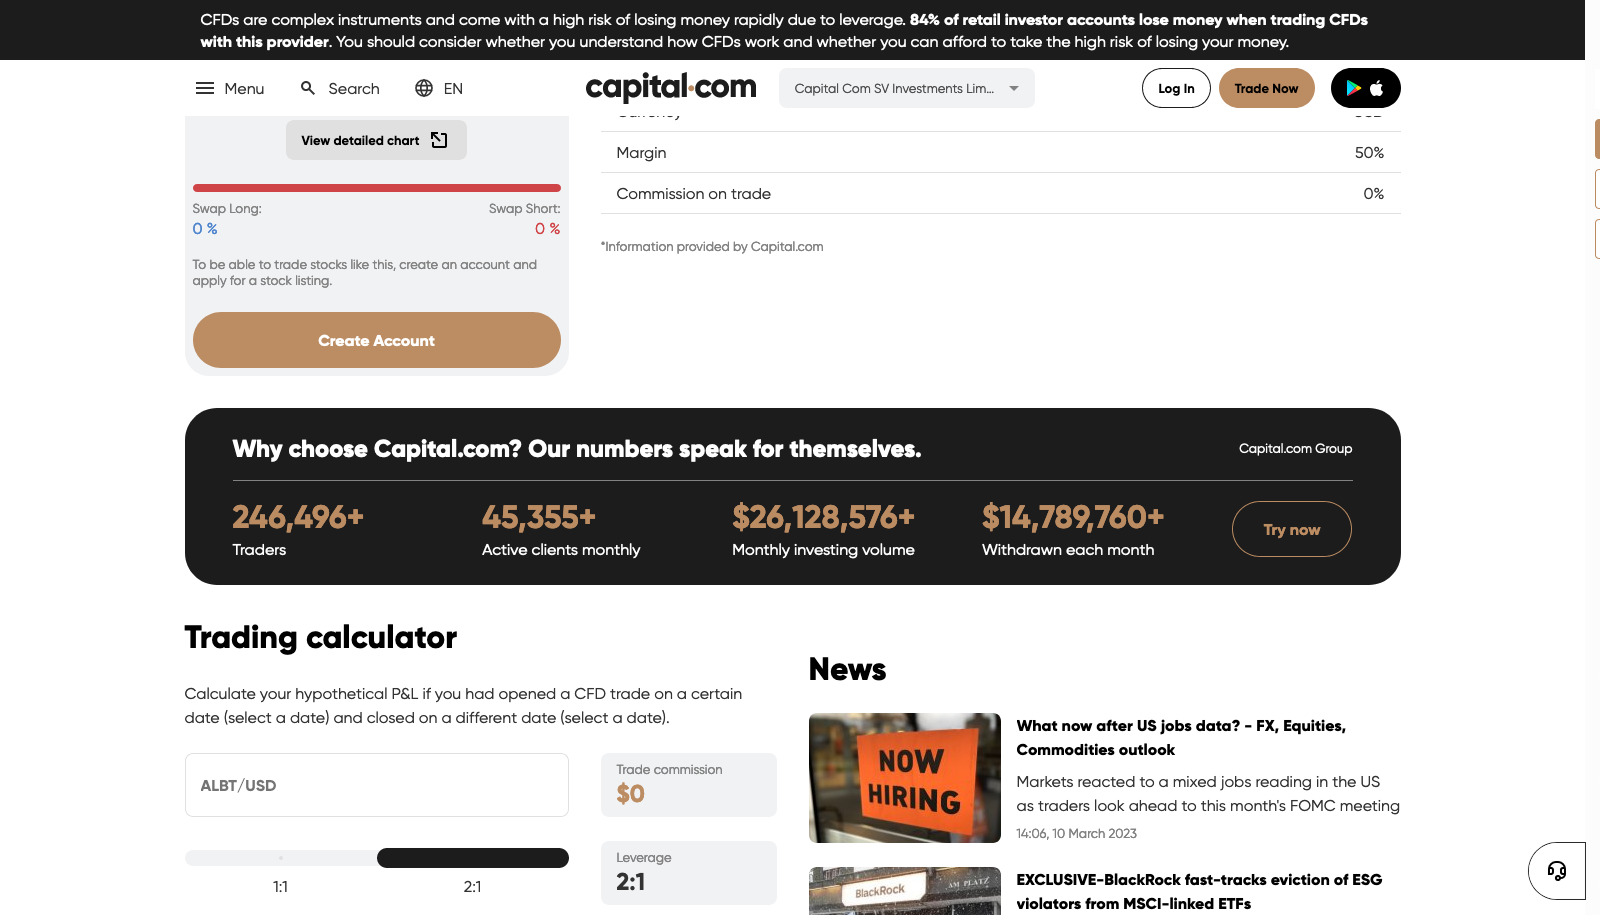 CFDs are complex instruments and come with a high risk of losing money rapidly due to leverage. 84% of retail investor accounts lose money when trading CFDs
with this provider. You should consider whether you understand how CFDs work and whether you can afford to take the high risk of losing your money.
Menu
Search
EN
capital.com
Capital Com SV Investments Lim...
Log In
Trade Now
View detailed chart
Swap Long:
0 %
Swap Short:
0 %
To be able to trade stocks like this, create an account and
apply for a stock listing.
Create Account
Margin 50%
Commission on trade 0%
*Information provided by Capital.com
Why choose Capital.com? Our numbers speak for themselves.
Capital.com Group
246,496+
Traders
45,355+
Active clients monthly
$26,128,576+
Monthly investing volume
$14,789,760+
Withdrawn each month
Try now
Trading calculator
Calculate your hypothetical P&L if you had opened a CFD trade on a certain
date (select a date) and closed on a different date (select a date).
ALBT/USD
1:1
2:1
Trade commission
$0
Leverage
2:1
News
NOW
HIRING
What now after US jobs data? - FX, Equities,
Commodities outlook
Markets reacted to a mixed jobs reading in the US
as traders look ahead to this month's FOMC meeting
14:06, 10 March 2023
BlackRock
AM PLATZ
EXCLUSIVE-BlackRock fast-tracks eviction of ESG
violators from MSCI-linked ETFs